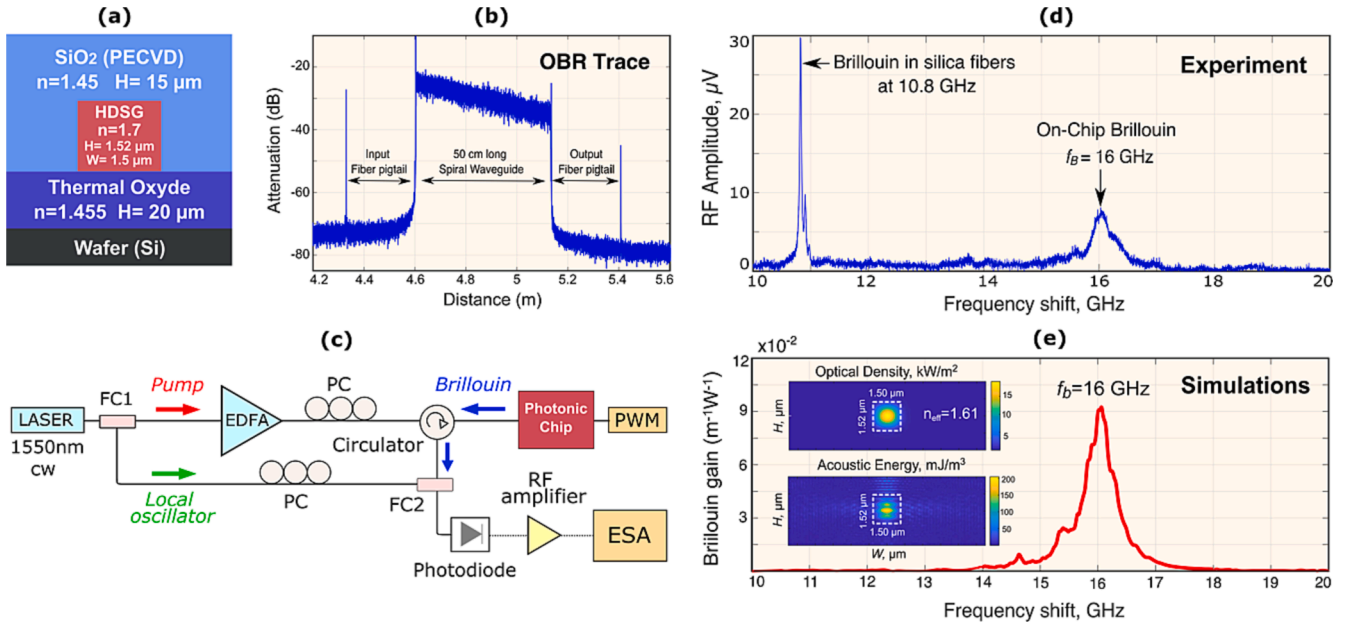 (a)
SiO₂ (PECVD)
n=1.45 H= 15 µm
HDSG
n=1.7
H= 1.52 µm
W= 1.5 µm
Thermal Oxyde
n=1.455 H= 20 µm
Wafer (Si)
(b)
OBR Trace
Attenuation (dB)
-20
-40
-60
-80
Input
Fiber pigtail
50 cm long
Spiral Waveguide
Output
Fiber pigtail
4.2 4.4 4.6 4.8 5 5.2 5.4 5.6
Distance (m)
(c)
LASER
1550nm
CW
FC1
Pump
EDFA
PC
Circulator
Brillouin
Photonic
Chip
PWM
Local
oscillator
PC
FC2
RF
amplifier
Photodiode
ESA
(d)
Experiment
RF Amplitude, µV
30
20
10
0
Brillouin in silica fibers
at 10.8 GHz
On-Chip Brillouin
f_B = 16 GHz
10 12 14 16 18 20
Frequency shift, GHz
(e)
x10⁻²
Simulations
Briilouin gain (m⁻¹W⁻¹)
12
9
6
3
Optical Density, kW/m²
1.50 µm
1.52 µm
n_eff=1.61
H, µm
15
10
5
Acoustic Energy, mJ/m³
1.52 µm
1.50 µm
H, µm
W, µm
200
150
100
50
f_b=16 GHz
10 11 12 13 14 15 16 17 18 19 20
Frequency shift, GHz